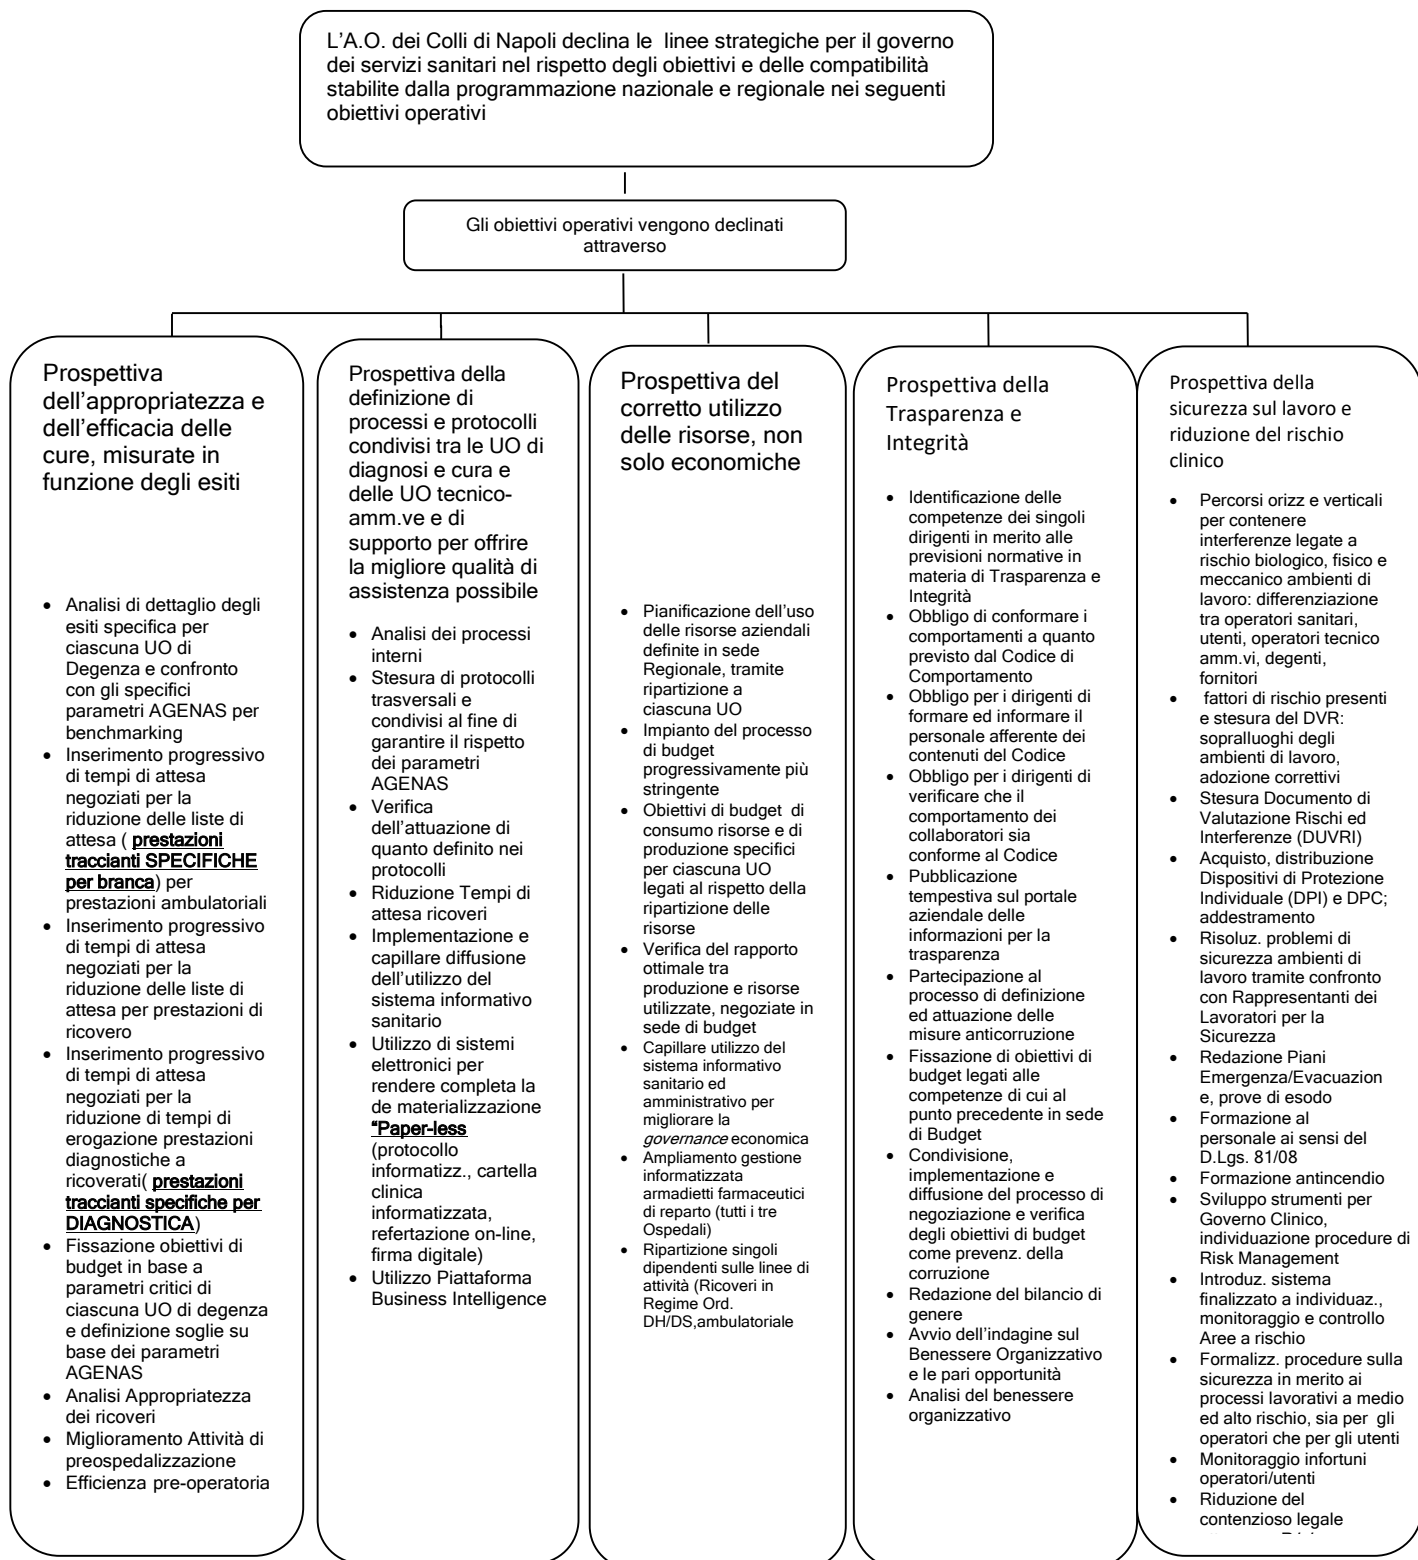 L'A.O. dei Colli di Napoli declina le linee strategiche per il governo
dei servizi sanitari nel rispetto degli obiettivi e delle compatibilità
stabilite dalla programmazione nazionale e regionale nei seguenti
obiettivi operativi
Gli obiettivi operativi vengono declinati
attraverso
Prospettiva
dell'appropriatezza e
dell'efficacia delle
cure, misurate in
funzione degli esiti
• Analisi di dettaglio degli
esiti specifica per
ciascuna UO di
Degenza e confronto
con gli specifici
parametri AGENAS per
benchmarking
• Inserimento progressivo
di tempi di attesa
negoziati per la
riduzione delle liste di
attesa ( prestazioni
traccianti SPECIFICHE
per branca) per
prestazioni ambulatoriali
• Inserimento progressivo
di tempi di attesa
negoziati per la
riduzione delle liste di
attesa per prestazioni di
ricovero
• Inserimento progressivo
di tempi di attesa
negoziati per la
riduzione di tempi di
erogazione prestazioni
diagnostiche a
ricoverati( prestazioni
traccianti specifiche per
DIAGNOSTICA)
• Fissazione obiettivi di
budget in base a
parametri critici di
ciascuna UO di degenza
e definizione soglie su
base dei parametri
AGENAS
• Analisi Appropriatezza
dei ricoveri
• Miglioramento Attività di
preospedalizzazione
• Efficienza pre-operatoria
Prospettiva della
definizione di
processi e protocolli
condivisi tra le UO di
diagnosi e cura e
delle UO tecnico-
amm.ve e di
supporto per offrire
la migliore qualità di
assistenza possibile
• Analisi dei processi
interni
• Stesura di protocolli
trasversali e
condivisi al fine di
garantire il rispetto
dei parametri
AGENAS
• Verifica
dell'attuazione di
quanto definito nei
protocolli
• Riduzione Tempi di
attesa ricoveri
• Implementazione e
capillare diffusione
dell'utilizzo del
sistema informativo
sanitario
• Utilizzo di sistemi
elettronici per
rendere completa la
de materializzazione
"Paper-less
(protocollo
informatizz., cartella
clinica
informatizzata,
refertazione on-line,
firma digitale)
• Utilizzo Piattaforma
Business Intelligence
Prospettiva del
corretto utilizzo
delle risorse, non
solo economiche
• Pianificazione dell'uso
delle risorse aziendali
definite in sede
Regionale, tramite
ripartizione a
ciascuna UO
• Impianto del processo
di budget
progressivamente più
stringente
• Obiettivi di budget di
consumo risorse e di
produzione specifici
per ciascuna UO
legati al rispetto della
ripartizione delle
risorse
• Verifica del rapporto
ottimale tra
produzione e risorse
utilizzate, negoziate in
sede di budget
• Capillare utilizzo del
sistema informativo
sanitario ed
amministrativo per
migliorare la
governance economica
• Ampliamento gestione
informatizzata
armadietti farmaceutici
di reparto (tutti i tre
Ospedali)
• Ripartizione singoli
dipendenti sulle linee di
attività (Ricoveri in
Regime Ord.
DH/DS,ambulatoriale
Prospettiva della
Trasparenza e
Integrità
• Identificazione delle
competenze dei singoli
dirigenti in merito alle
previsioni normative in
materia di Trasparenza e
Integrità
• Obbligo di conformare i
comportamenti a quanto
previsto dal Codice di
Comportamento
• Obbligo per i dirigenti di
formare ed informare il
personale afferente dei
contenuti del Codice
• Obbligo per i dirigenti di
verificare che il
comportamento dei
collaboratori sia
conforme al Codice
• Pubblicazione
tempestiva sul portale
aziendale delle
informazioni per la
trasparenza
• Partecipazione al
processo di definizione
ed attuazione delle
misure anticorruzione
• Fissazione di obiettivi di
budget legati alle
competenze di cui al
punto precedente in sede
di Budget
• Condivisione,
implementazione e
diffusione del processo di
negoziazione e verifica
degli obiettivi di budget
come prevenz. della
corruzione
• Redazione del bilancio di
genere
• Avvio dell'indagine sul
Benessere Organizzativo
e le pari opportunità
• Analisi del benessere
organizzativo
Prospettiva della
sicurezza sul lavoro e
riduzione del rischio
clinico
• Percorsi orizz e verticali
per contenere
interferenze legate a
rischio biologico, fisico e
meccanico ambienti di
lavoro: differenziazione
tra operatori sanitari,
utenti, operatori tecnico
amm.vi, degenti,
fornitori
• fattori di rischio presenti
e stesura del DVR:
sopralluoghi degli
ambienti di lavoro,
adozione correttivi
• Stesura Documento di
Valutazione Rischi ed
Interferenze (DUVRI)
• Acquisto, distribuzione
Dispositivi di Protezione
Individuale (DPI) e DPC;
addestramento
• Risoluz. problemi di
sicurezza ambienti di
lavoro tramite confronto
con Rappresentanti dei
Lavoratori per la
Sicurezza
• Redazione Piani
Emergenza/Evacuazion
e, prove di esodo
• Formazione al
personale ai sensi del
D.Lgs. 81/08
• Formazione antincendio
• Sviluppo strumenti per
Governo Clinico,
individuazione procedure di
Risk Management
• Introduz. sistema
finalizzato a individuaz.,
monitoraggio e controllo
Aree a rischio
• Formalizz. procedure sulla
sicurezza in merito ai
processi lavorativi a medio
ed alto rischio, sia per gli
operatori che per gli utenti
• Monitoraggio infortuni
operatori/utenti
• Riduzione del
contenzioso legale